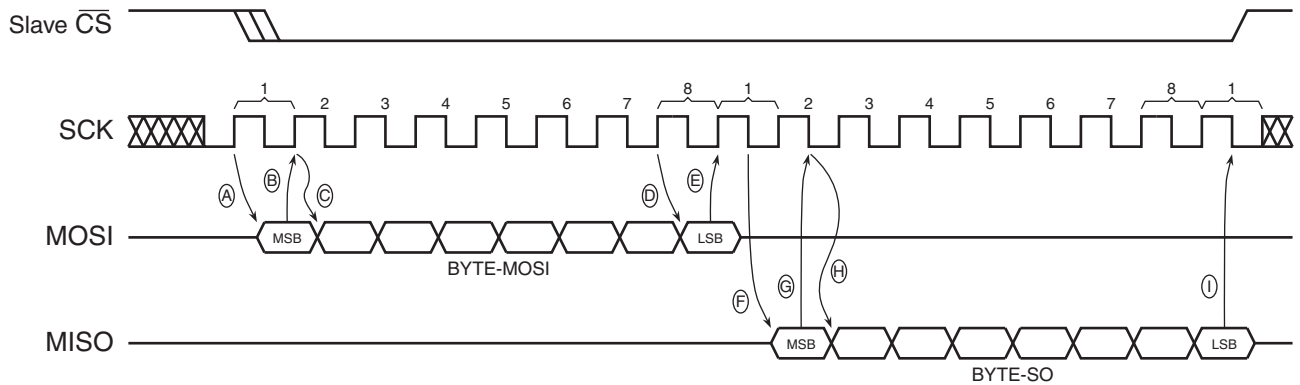 Slave CS
1 2 3 4 5 6 7 8 1 2 3 4 5 6 7 8 1
SCK
A B C D E
MOSI MSB LSB
BYTE-MOSI
F G H I
MISO MSB LSB
BYTE-SO